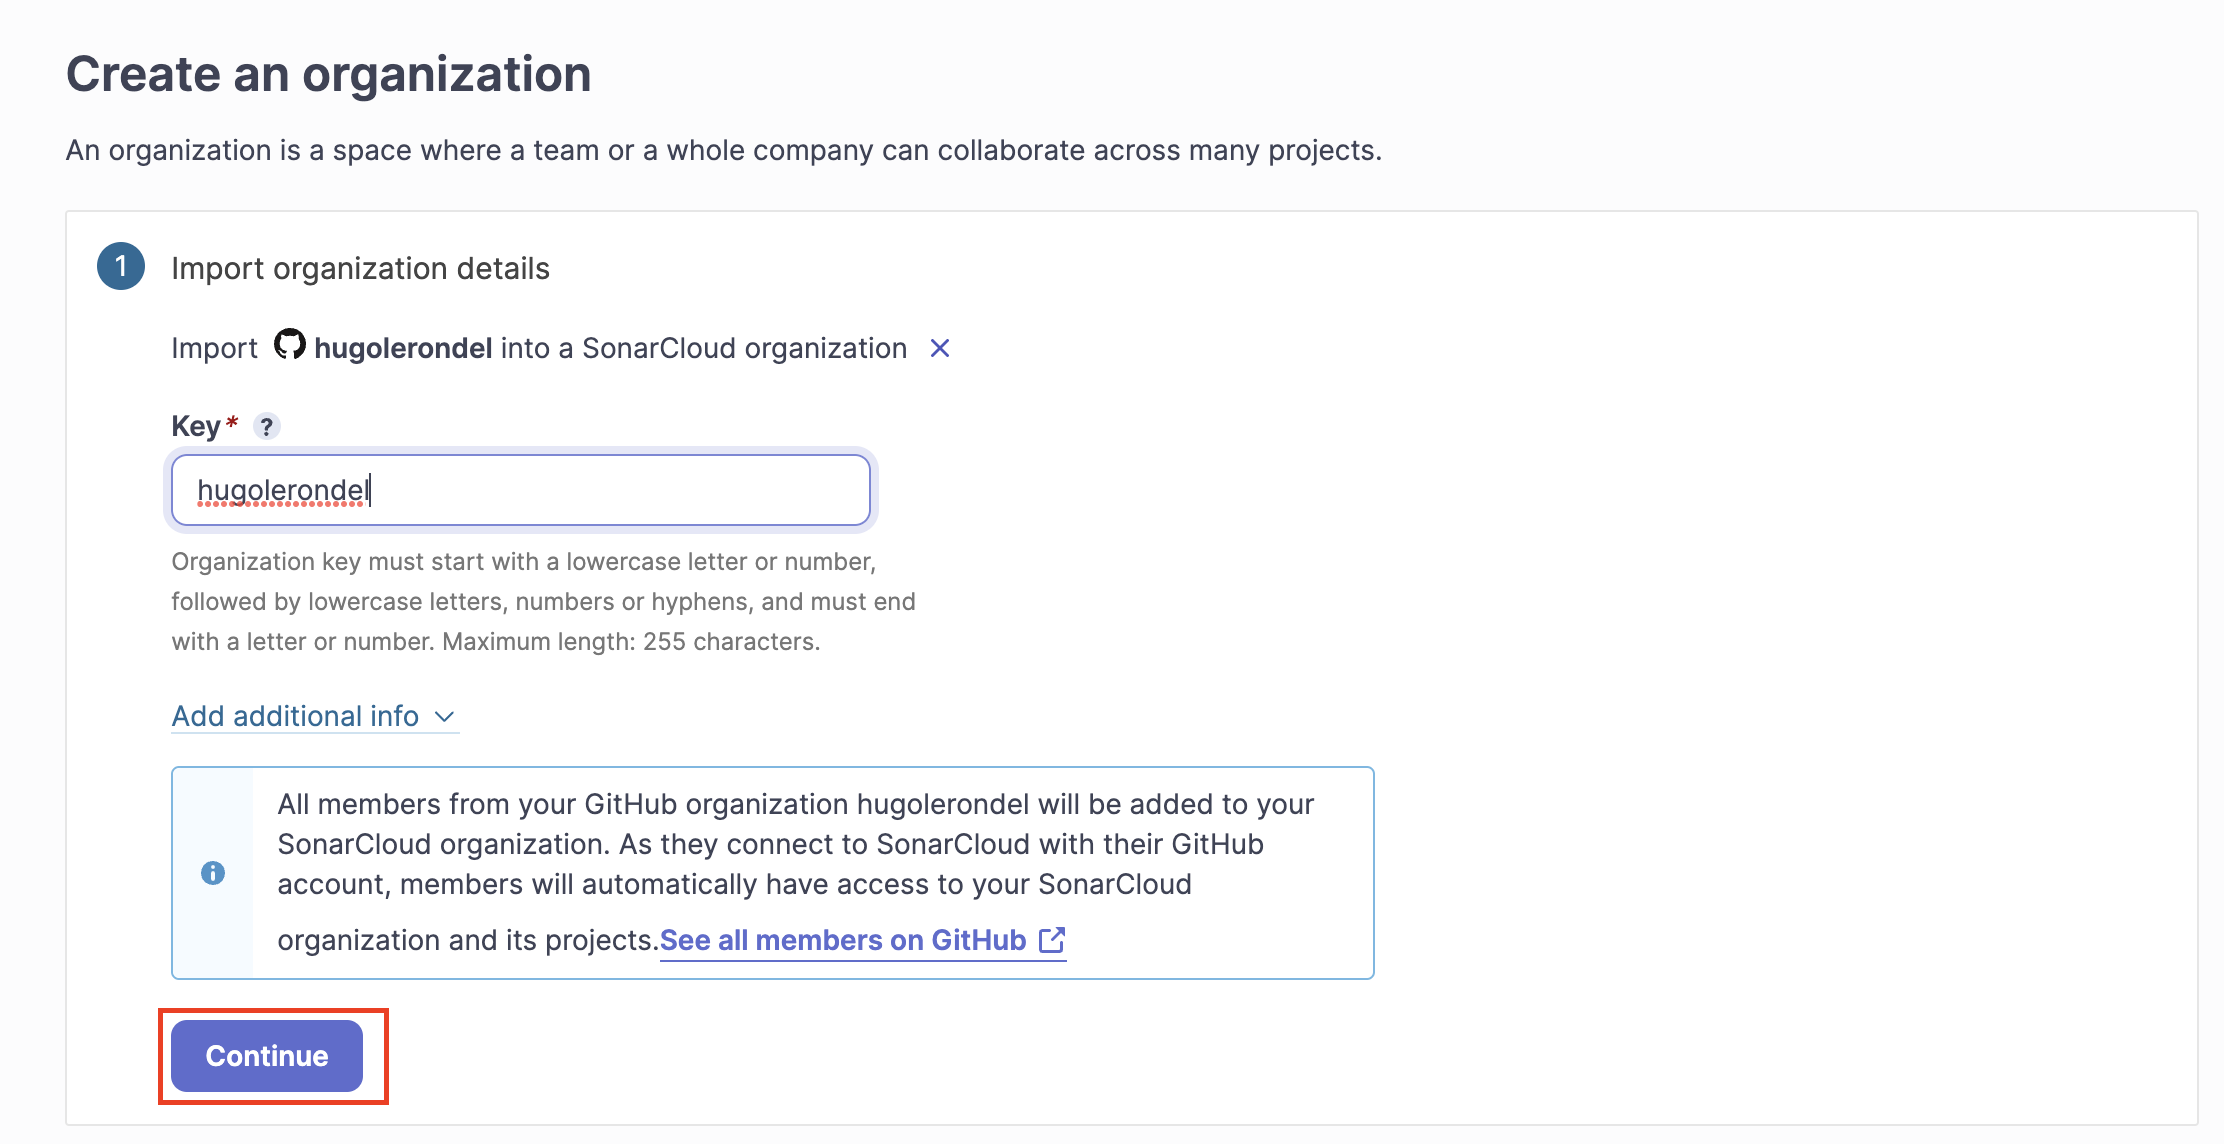 Create an organization
An organization is a space where a team or a whole company can collaborate across many projects.
1 Import organization details
Import hugolerondel into a SonarCloud organization
Key* ?
hugolerondel
Organization key must start with a lowercase letter or number,
followed by lowercase letters, numbers or hyphens, and must end
with a letter or number. Maximum length: 255 characters.
Add additional info
All members from your GitHub organization hugolerondel will be added to your
SonarCloud organization. As they connect to SonarCloud with their GitHub
account, members will automatically have access to your SonarCloud
organization and its projects.See all members on GitHub
Continue